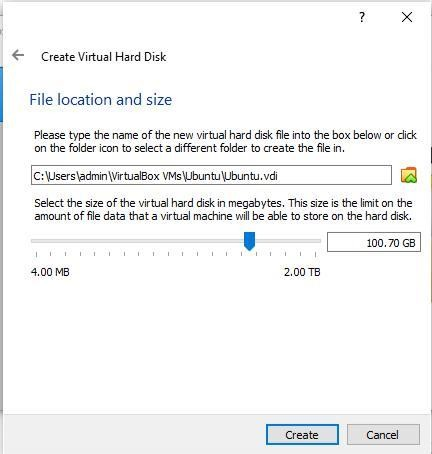 ?
Create Virtual Hard Disk
File location and size
Please type the name of the new virtual hard disk file into the box below or click
on the folder icon to select a different folder to create the file in.
C:\Users\admin\VirtualBox VMs\Ubuntu\Ubuntu.vdi
Select the size of the virtual hard disk in megabytes. This size is the limit on the
amount of file data that a virtual machine will be able to store on the hard disk.
100.70 GB
4.00 MB 2.00 TB
Create Cancel